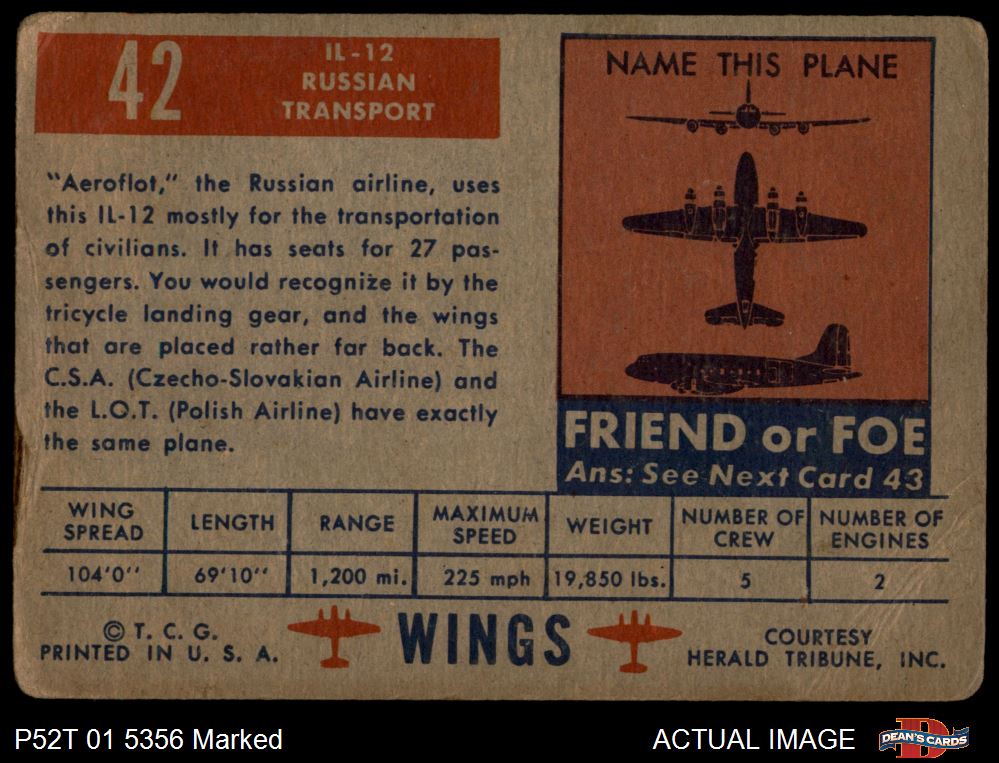 42
IL-12
RUSSIAN
TRANSPORT
"Aeroflot," the Russian airline, uses
this IL-12 mostly for the transportation
of civilians. It has seats for 27 pas-
sengers. You would recognize it by the
tricycle landing gear, and the wings
that are placed rather far back. The
C.S.A. (Czecho-Slovakian Airline) and
the L.O.T. (Polish Airline) have exactly
the same plane.
NAME THIS PLANE
FRIEND or FOE
Ans: See Next Card 43
WING SPREAD LENGTH RANGE MAXIMUM SPEED WEIGHT NUMBER OF CREW NUMBER OF ENGINES
104'0" 69'10" 1,200 mi. 225 mph 19,850 lbs. 5 2
© T. C. G.
PRINTED IN U. S. A.
WINGS
COURTESY
HERALD TRIBUNE, INC.
P52T 01 5356 Marked
ACTUAL IMAGE
D
DEAN'S CARDS